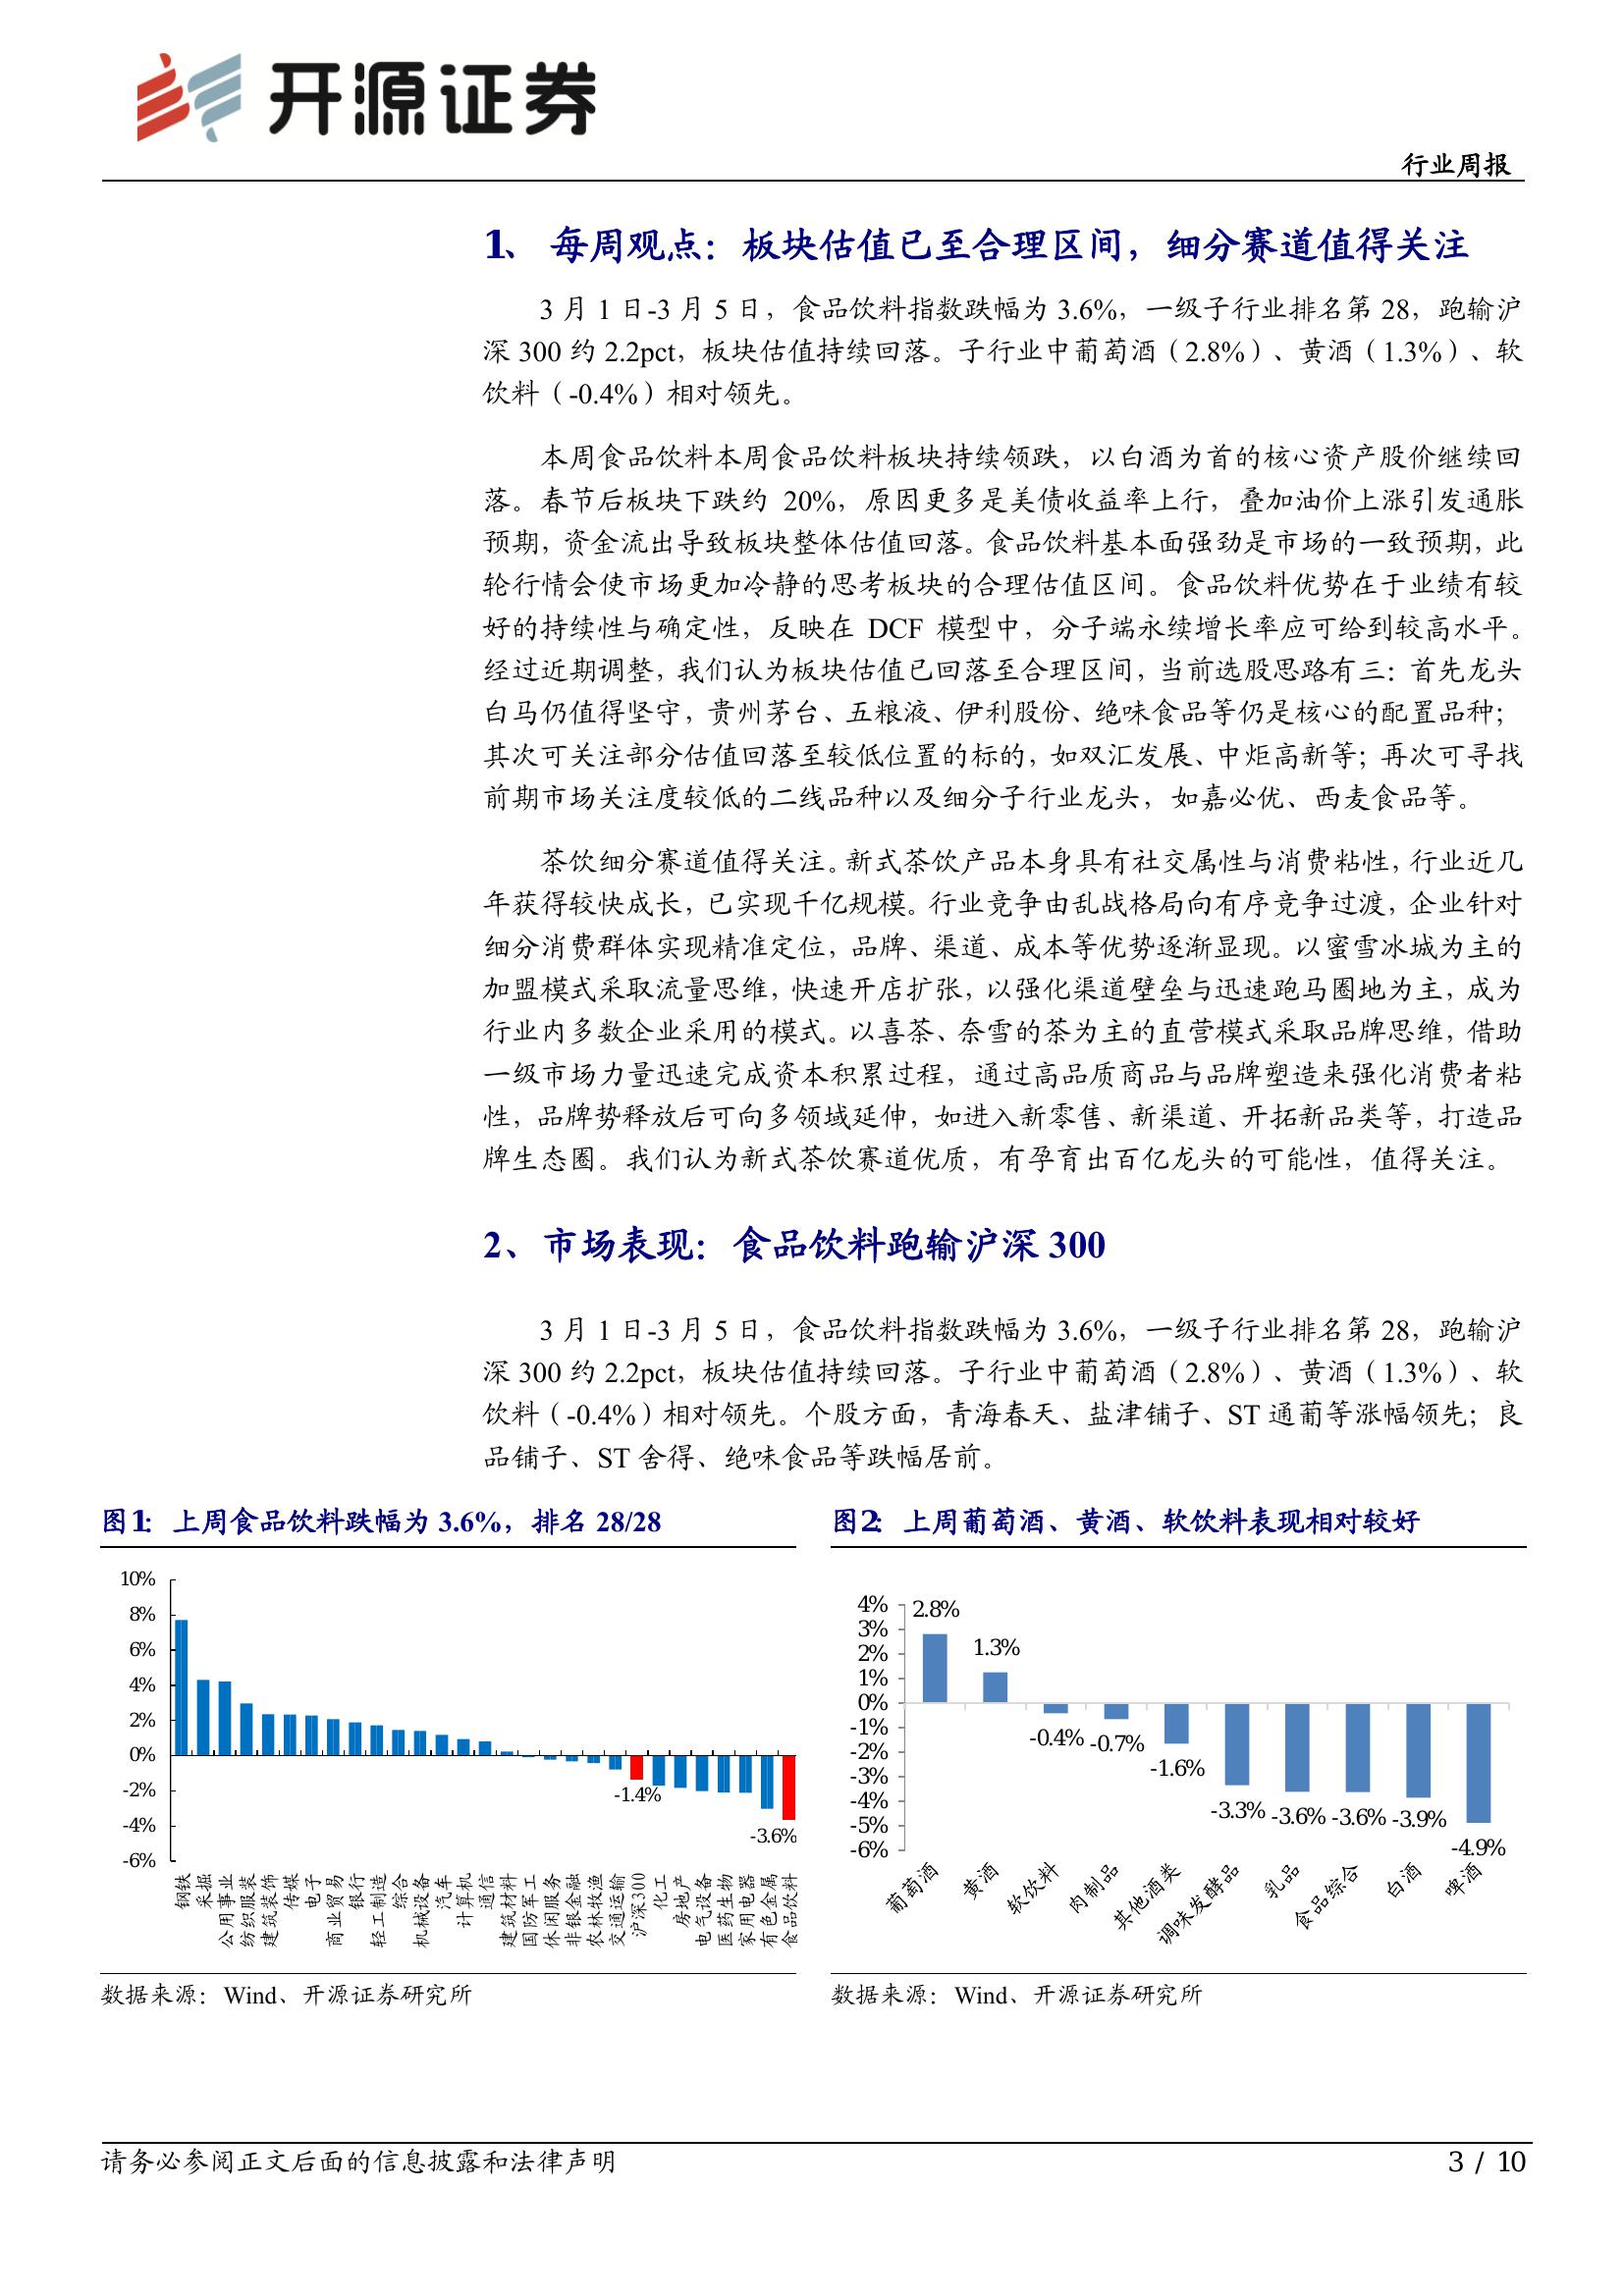 开源证券
行业周报
1、 每周观点：板块估值已至合理区间，细分赛道值得关注
3 月 1 日-3 月 5 日，食品饮料指数跌幅为 3.6%，一级子行业排名第 28，跑输沪
深 300 约 2.2pct，板块估值持续回落。子行业中葡萄酒（2.8%）、黄酒（1.3%）、软
饮料（-0.4%）相对领先。
本周食品饮料本周食品饮料板块持续领跌，以白酒为首的核心资产股价继续回
落。春节后板块下跌约 20%，原因更多是美债收益率上行，叠加油价上涨引发通胀
预期，资金流出导致板块整体估值回落。食品饮料基本面强劲是市场的一致预期，此
轮行情会使市场更加冷静的思考板块的合理估值区间。食品饮料优势在于业绩有较
好的持续性与确定性，反映在 DCF 模型中，分子端永续增长率应可给到较高水平。
经过近期调整，我们认为板块估值已回落至合理区间，当前选股思路有三：首先龙头
白马仍值得坚守，贵州茅台、五粮液、伊利股份、绝味食品等仍是核心的配置品种；
其次可关注部分估值回落至较低位置的标的，如双汇发展、中炬高新等；再次可寻找
前期市场关注度较低的二线品种以及细分子行业龙头，如嘉必优、西麦食品等。
茶饮细分赛道值得关注。新式茶饮产品本身具有社交属性与消费粘性，行业近几
年获得较快成长，已实现千亿规模。行业竞争由乱战格局向有序竞争过渡，企业针对
细分消费群体实现精准定位，品牌、渠道、成本等优势逐渐显现。以蜜雪冰城为主的
加盟模式采取流量思维，快速开店扩张，以强化渠道壁垒与迅速跑马圈地为主，成为
行业内多数企业采用的模式。以喜茶、奈雪的茶为主的直营模式采取品牌思维，借助
一级市场力量迅速完成资本积累过程，通过高品质商品与品牌塑造来强化消费者粘
性，品牌势释放后可向多领域延伸，如进入新零售、新渠道、开拓新品类等，打造品
牌生态圈。我们认为新式茶饮赛道优质，有孕育出百亿龙头的可能性，值得关注。
2、市场表现：食品饮料跑输沪深 300
3 月 1 日-3 月 5 日，食品饮料指数跌幅为 3.6%，一级子行业排名第 28，跑输沪
深 300 约 2.2pct，板块估值持续回落。子行业中葡萄酒（2.8%）、黄酒（1.3%）、软
饮料（-0.4%）相对领先。个股方面，青海春天、盐津铺子、ST 通葡等涨幅领先；良
品铺子、ST 舍得、绝味食品等跌幅居前。
图1：上周食品饮料跌幅为 3.6%，排名 28/28
10%
8%
6%
4%
2%
0%
-2%
-4%
-6%
-1.4%
-3.6%
钢铁
采掘
公用事业
纺织服装
建筑装饰
传媒
电子
商业贸易
银行
轻工制造
综合
机械设备
汽车
计算机
通信
建筑材料
国防军工
休闲服务
非银金融
农林牧渔
交通运输
沪深300
化工
房地产
电气设备
医药生物
家用电器
有色金属
食品饮料
数据来源：Wind、开源证券研究所
图2：上周葡萄酒、黄酒、软饮料表现相对较好
4%
3%
2%
1%
0%
-1%
-2%
-3%
-4%
-5%
-6%
2.8%
1.3%
-0.4%
-0.7%
-1.6%
-3.3%
-3.6%
-3.6%
-3.9%
-4.9%
葡萄酒
黄酒
软饮料
肉制品
其他酒类
调味发酵品
乳品
食品综合
白酒
啤酒
数据来源：Wind、开源证券研究所
请务必参阅正文后面的信息披露和法律声明
3 / 10